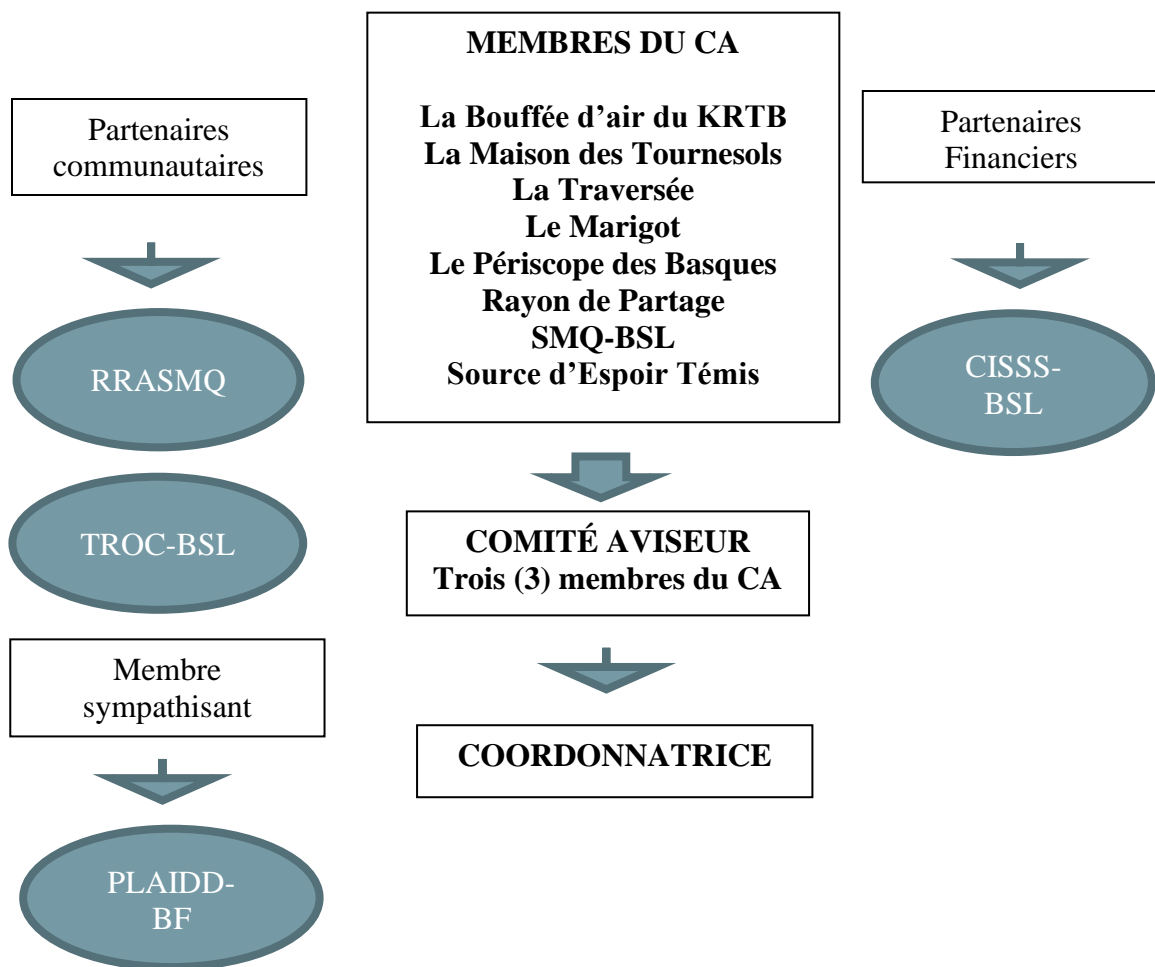 MEMBRES DU CA
La Bouffée d’air du KRTB
La Maison des Tournesols
La Traversée
Le Marigot
Le Périscope des Basques
Rayon de Partage
SMQ-BSL
Source d’Espoir Témis
Partenaires
communautaires
RRASMQ
TROC-BSL
Membre
sympathisant
PLAIDD-
BF
COMITÉ AVISEUR
Trois (3) membres du CA
COORDONNATRICE
Partenaires
Financiers
CISSS-
BSL